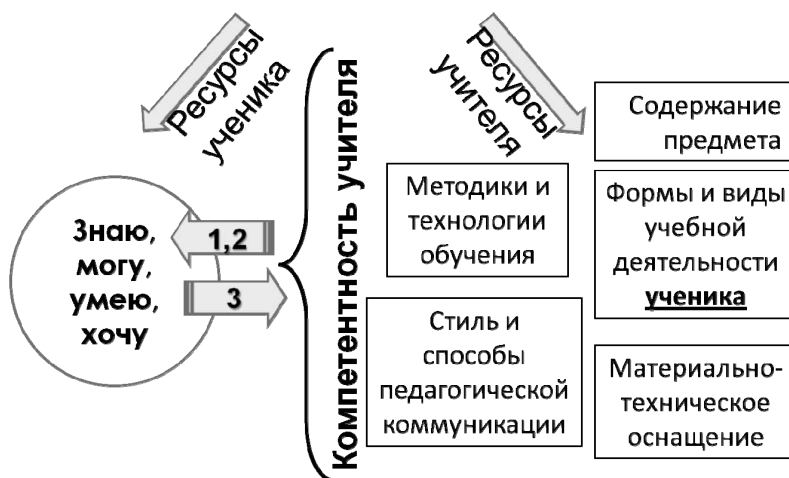 Ресурсы
ученика
Знаю,
могу,
умею,
хочу
1,2
3
Компетентность учителя
Ресурсы
учителя
Содержание
предмета
Методики и
технологии
обучения
Формы и виды
учебной
деятельности
ученика
Стиль и
способы
педагогической
коммуникации
Материально-
техническое
оснащение